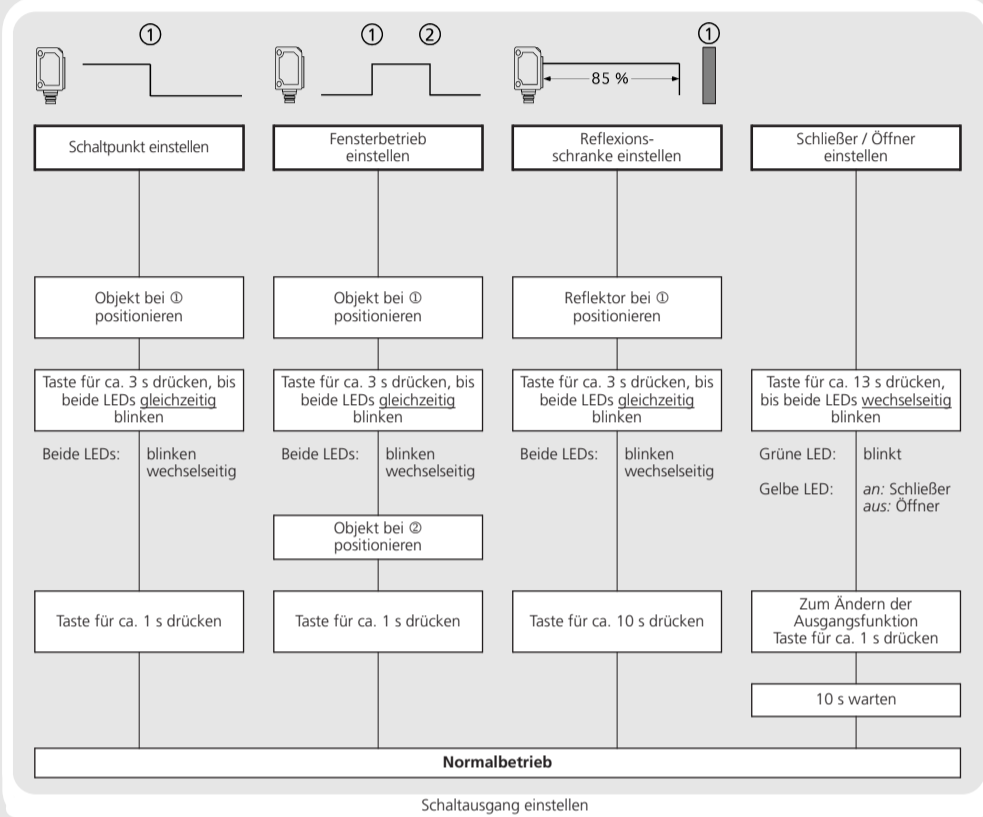 ①
① ②
①
85 %
Schaltpunkt einstellen
Fensterbetrieb
einstellen
Reflexions-
schranke einstellen
Schließer / Öffner
einstellen
Objekt bei ①
positionieren
Objekt bei ①
positionieren
Reflektor bei ①
positionieren
Taste für ca. 3 s drücken, bis
beide LEDs gleichzeitig
blinken
Taste für ca. 3 s drücken, bis
beide LEDs gleichzeitig
blinken
Taste für ca. 3 s drücken, bis
beide LEDs gleichzeitig
blinken
Taste für ca. 13 s drücken,
bis beide LEDs wechselseitig
blinken
Beide LEDs: blinken
wechselseitig
Beide LEDs: blinken
wechselseitig
Beide LEDs: blinken
wechselseitig
Grüne LED: blinkt
Gelbe LED: an: Schließer
aus: Öffner
Objekt bei ②
positionieren
Taste für ca. 1 s drücken
Taste für ca. 1 s drücken
Taste für ca. 10 s drücken
Zum Ändern der
Ausgangsfunktion
Taste für ca. 1 s drücken
10 s warten
Normalbetrieb
Schaltausgang einstellen